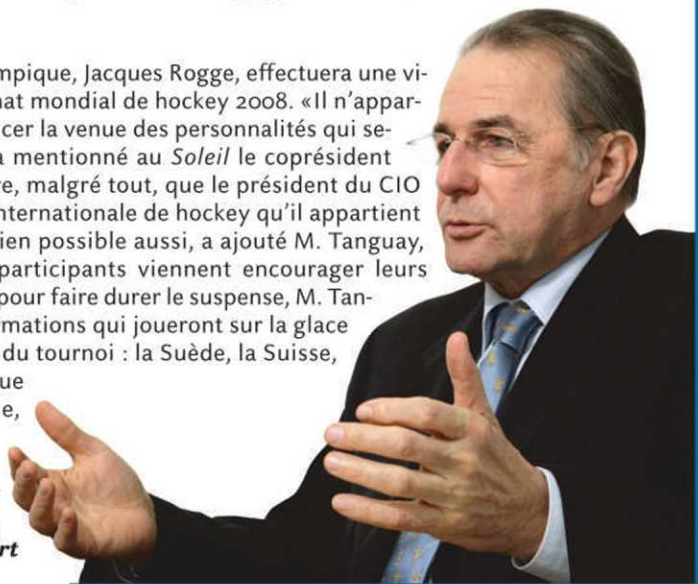 mpique, Jacques Rogge, effectuera une vi-
nat mondial de hockey 2008. «Il n'appar-
cer la venue des personnalités qui se-
a mentionné au Soleil le coprésident
e, malgré tout, que le président du CIO
nternationale de hockey qu'il appartient
ien possible aussi, a ajouté M. Tanguay,
participants viennent encourager leurs
pour faire durer le suspense, M. Tan-
rmations qui joueront sur la glace
du tournoi : la Suède, la Suisse,
ue
e,
rt